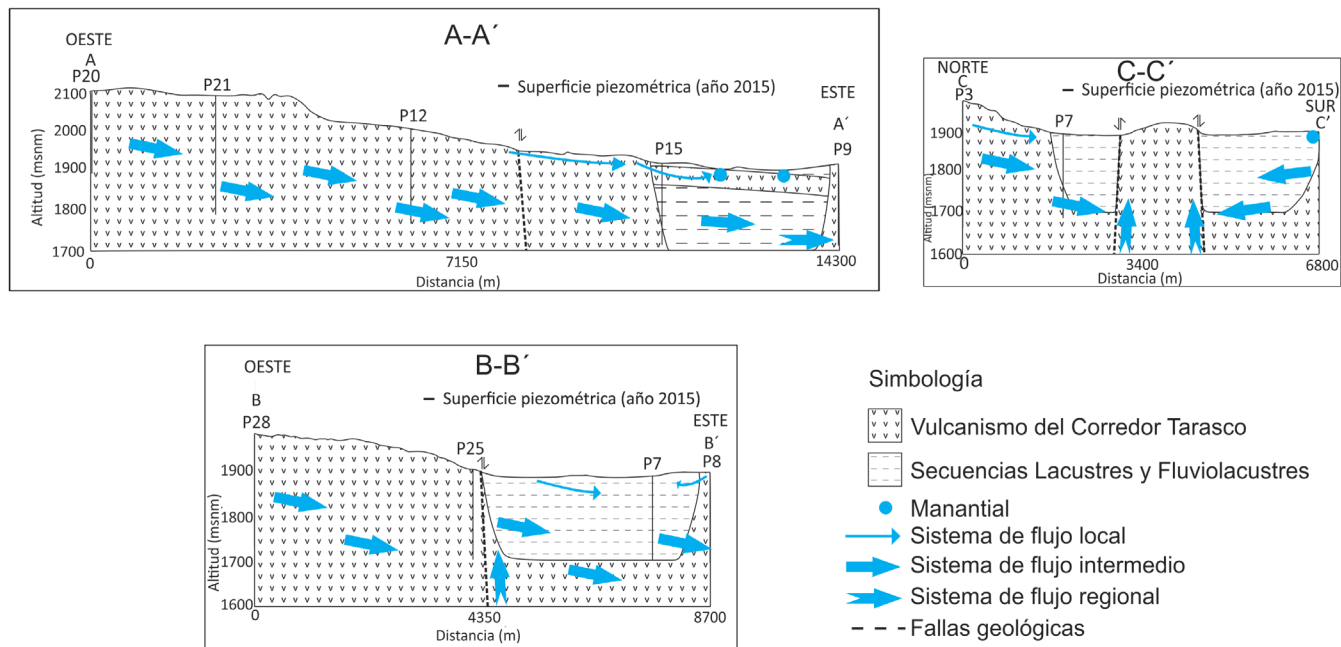 A-A´
OESTE
A
P20
P21
P12
— Superficie piezométrica (año 2015)
ESTE
A´
P9
P15
Altitud (msnm)
2100
2000
1900
1800
1700
0
7150
14300
Distancia (m)
C-C´
NORTE
C
P3
— Superficie piezométrica (año 2015)
SUR
C’
P7
Altitud (msnm)
1900
1800
1700
1600
0
3400
6800
Distancia (m)
B-B´
OESTE
B
P28
— Superficie piezométrica (año 2015)
ESTE
B´
P8
P25
P7
Altitud (msnm)
1900
1800
1700
1600
0
4350
8700
Distancia (m)
Simbología
Vulcanismo del Corredor Tarasco
Secuencias Lacustres y Fluviolacustres
Manantial
Sistema de flujo local
Sistema de flujo intermedio
Sistema de flujo regional
Fallas geológicas